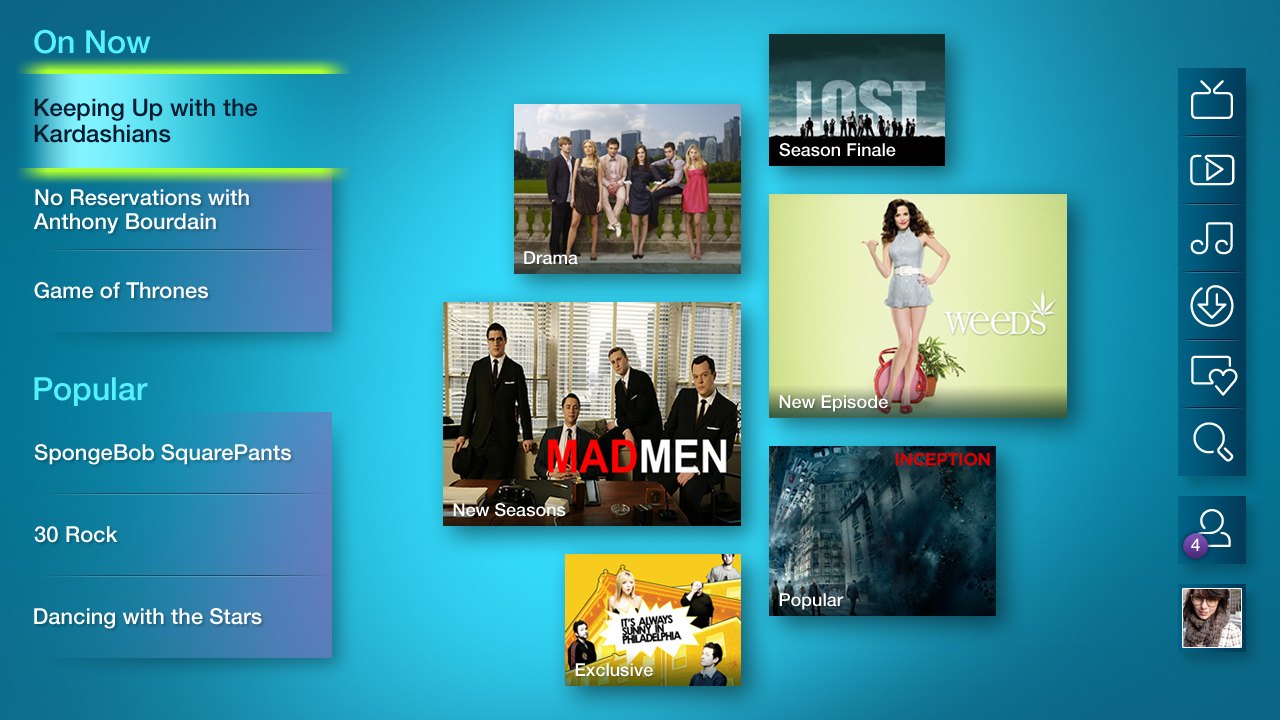 On Now
Keeping Up with the
Kardashians
No Reservations with
Anthony Bourdain
Game of Thrones
Popular
SpongeBob SquarePants
30 Rock
Dancing with the Stars
Drama
LOST
Season Finale
weeds
New Episode
MADMEN
New Seasons
INCEPTION
Popular
IT'S ALWAYS
SUNNY IN
PHILADELPHIA
Exclusive
4